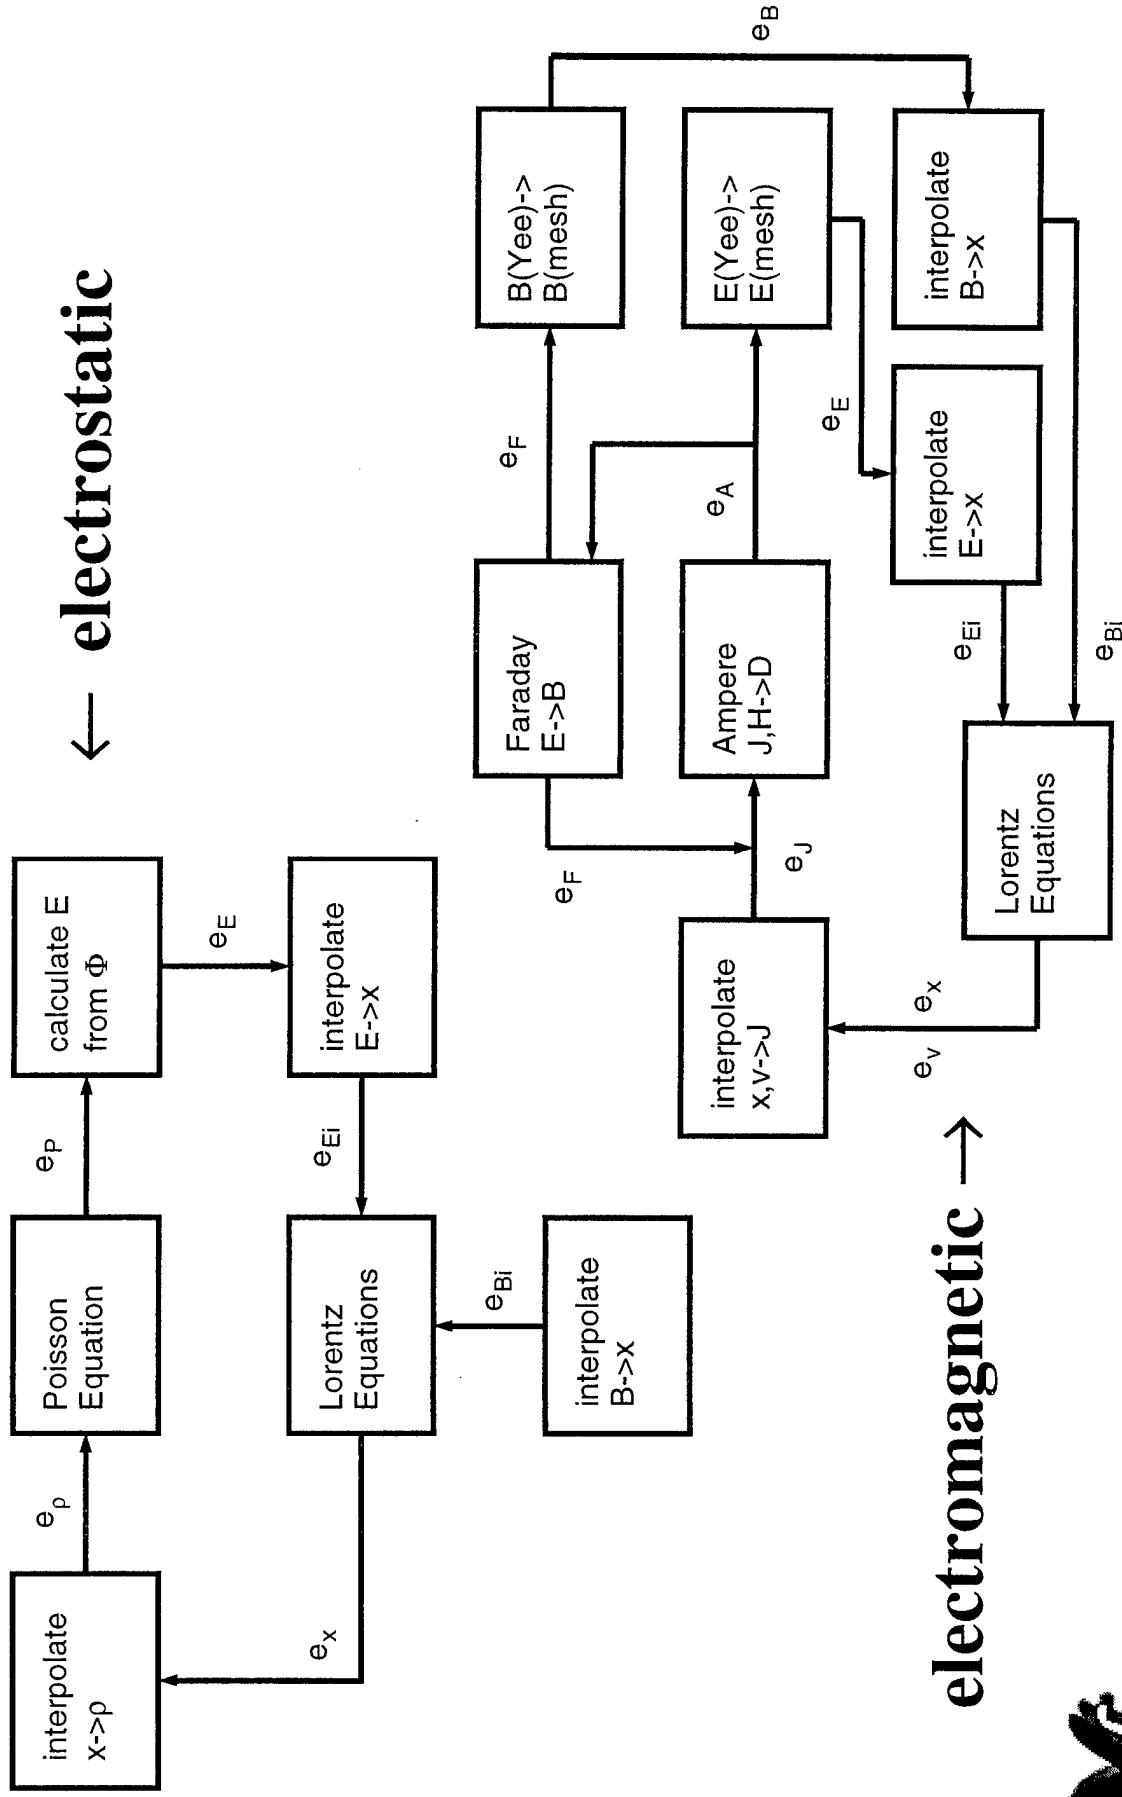 electrostatic
interpolate
x->ρ
e_ρ
Poisson
Equation
e_P
calculate E
from Φ
e_E
interpolate
E->x
e_Ei
Lorentz
Equations
e_x
e_Bi
interpolate
B->x
electromagnetic
interpolate
x,v->J
e_J
e_F
Faraday
E->B
e_F
B(Yee)->
B(mesh)
e_B
Ampere
J,H->D
e_A
E(Yee)->
E(mesh)
e_E
interpolate
E->x
interpolate
B->x
e_Ei
e_Bi
Lorentz
Equations
e_x
e_v